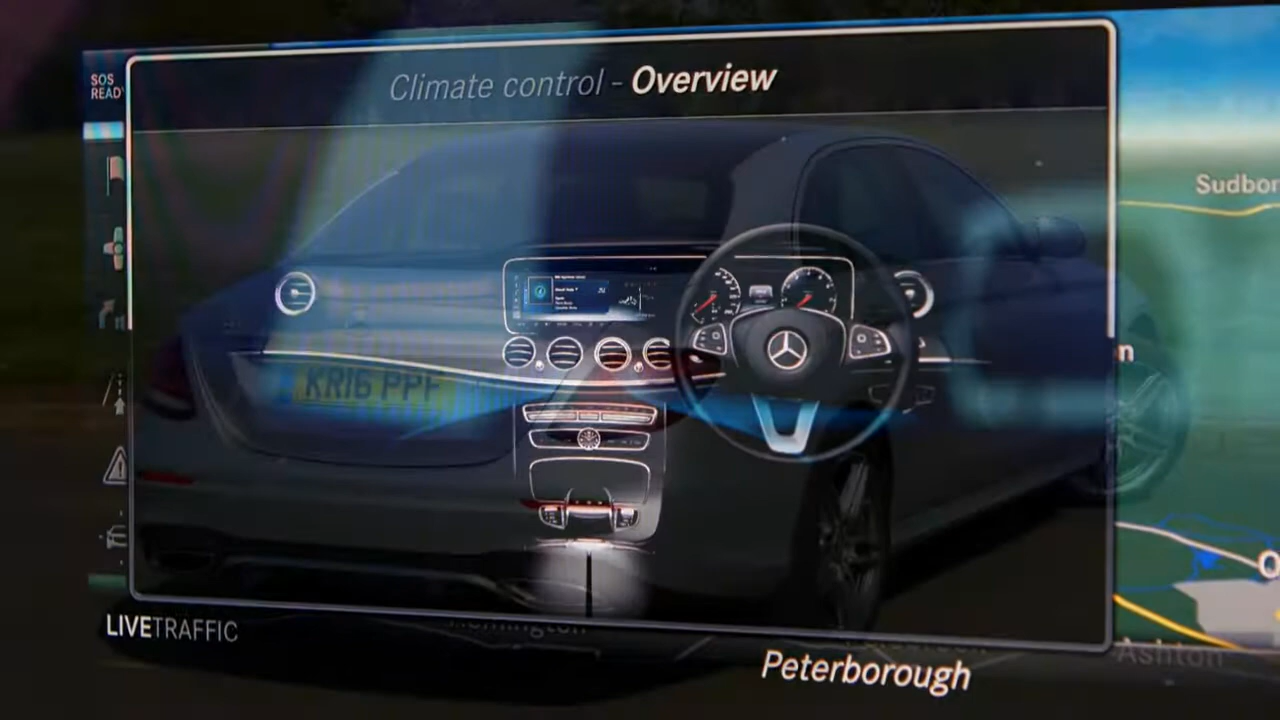 SOS
READY
Climate control - Overview
Sudbor
n
KR16 PPF
LIVETRAFFIC
Peterborough
Ashton
O